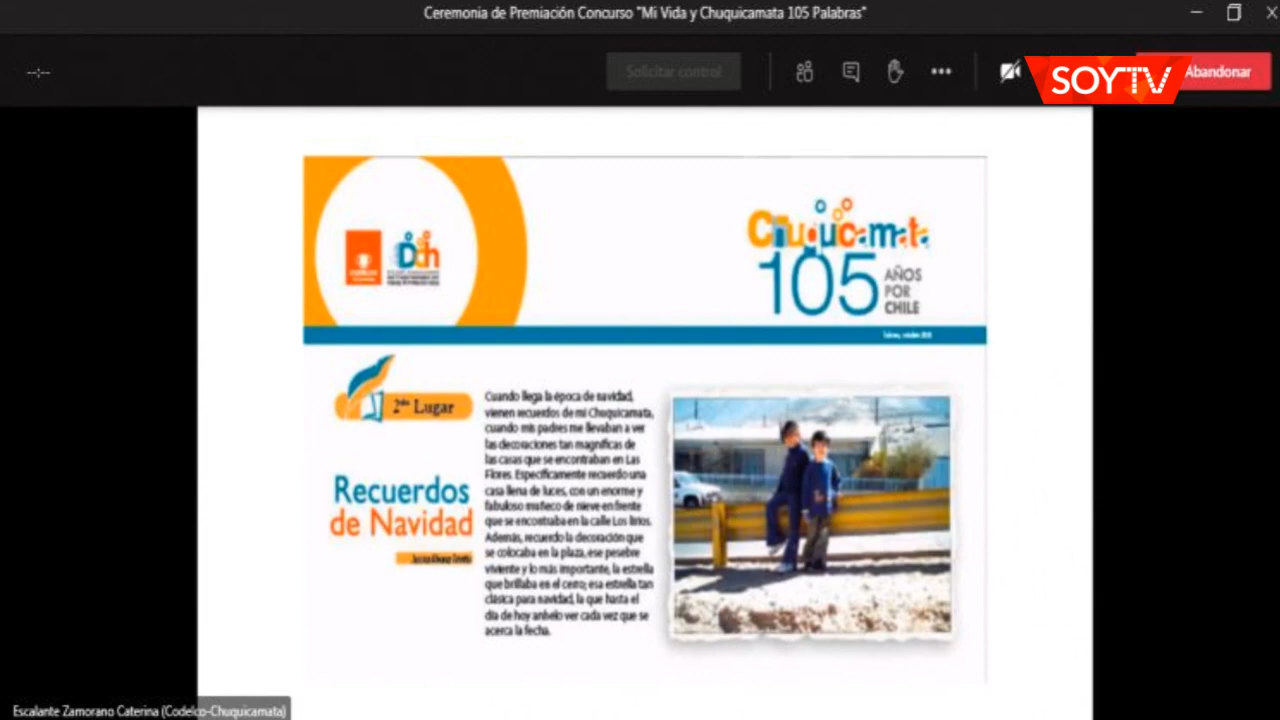 Ceremonia de Premiación Concurso "Mi Vida y Chuquicamata 105 Palabras"
--:--
Solicitar control
Abandonar
SOYTV
Ddh
Chuquicamata
105
AÑOS
POR
CHILE
2do Lugar
Recuerdos
de Navidad
Cuando llega la época de navidad,
vienen recuerdos de mi Chuquicamata,
cuando mis padres me llevaban a ver
las decoraciones tan magníficas de
las casas que se encontraban en Las
Flores. Específicamente recuerdo una
casa llena de luces, con un enorme y
fabuloso muñeco de nieve en frente
que se encontraba en la calle Los lirios.
Además, recuerdo la decoración que
se colocaba en la plaza, ese pesebre
viviente y lo más importante, la estrella
que brillaba en el cerro; esa estrella tan
clásica para navidad, la que hasta el
día de hoy anhelo ver cada vez que se
acerca la fecha.
Escalante Zamorano Caterina (Codelco-Chuquicamata)